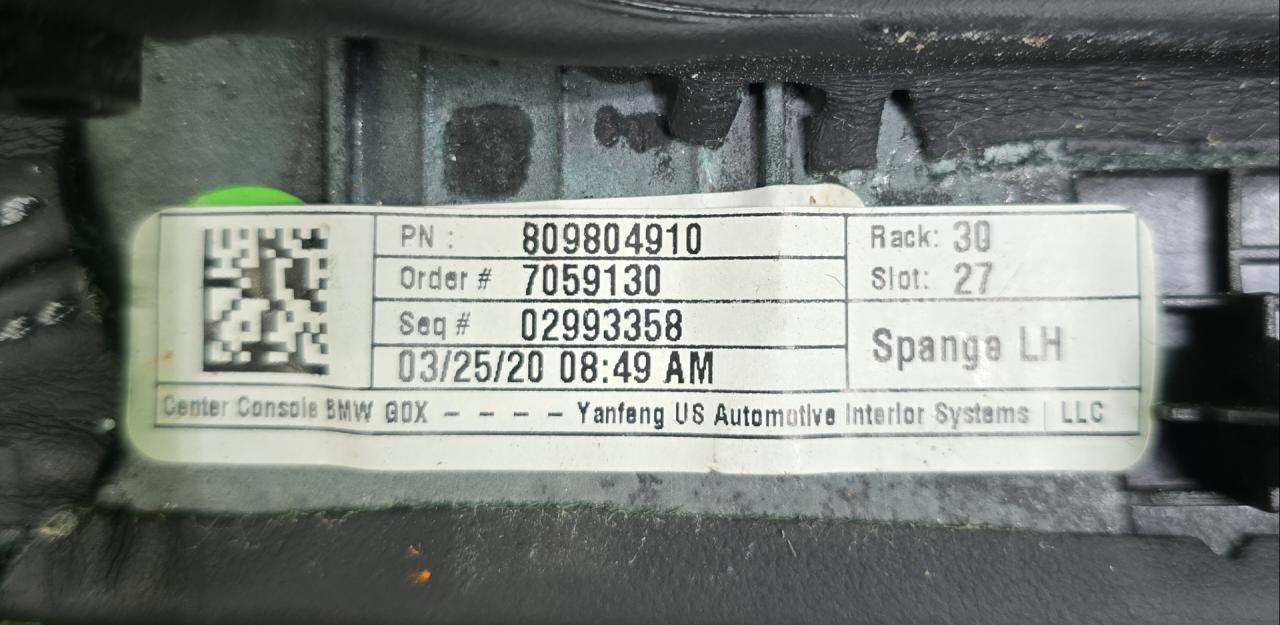 PN : 809804910
Order # 7059130
Seq # 02993358
03/25/20 08:49 AM
Rack: 30
Slot: 27
Spange LH
Center Console BMW G0X - - - - Yanfeng US Automotive Interior Systems | LLC